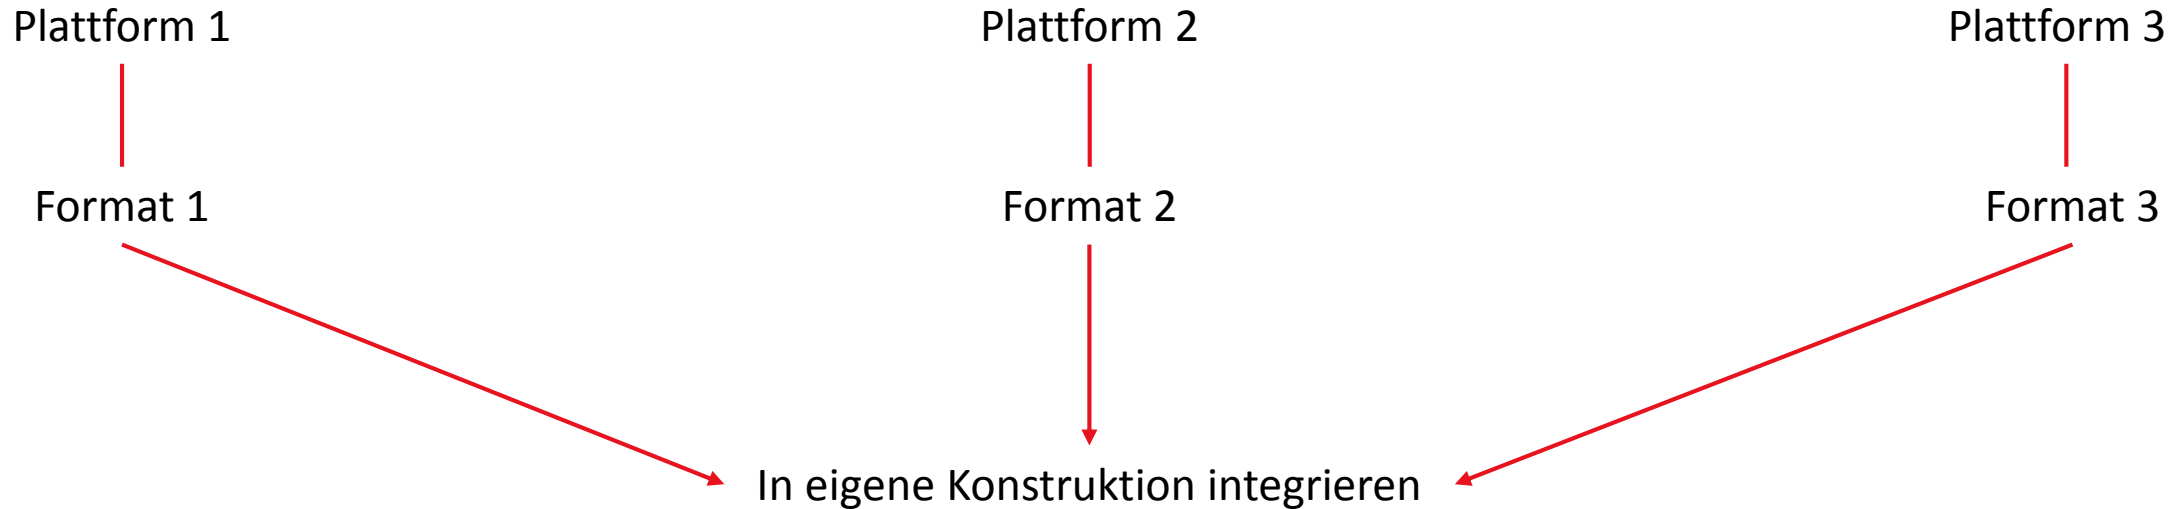 Plattform 1
Plattform 2
Plattform 3
Format 1
Format 2
Format 3
In eigene Konstruktion integrieren